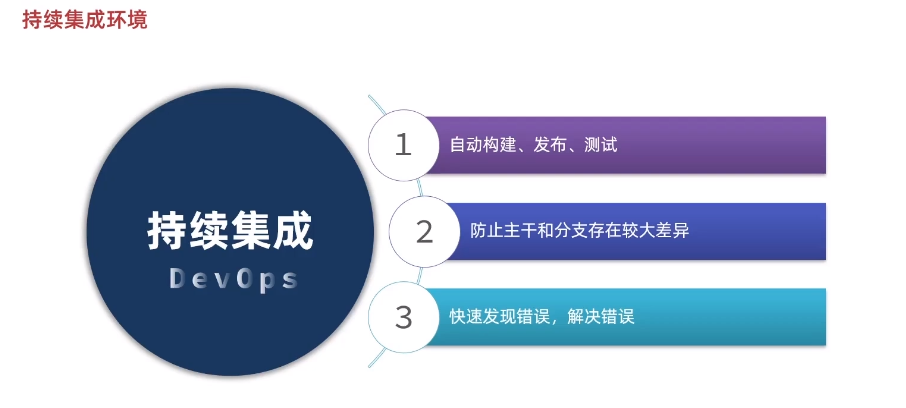 持续集成环境
持续集成
DevOps
1
自动构建、发布、测试
2
防止主干和分支存在较大差异
3
快速发现错误，解决错误